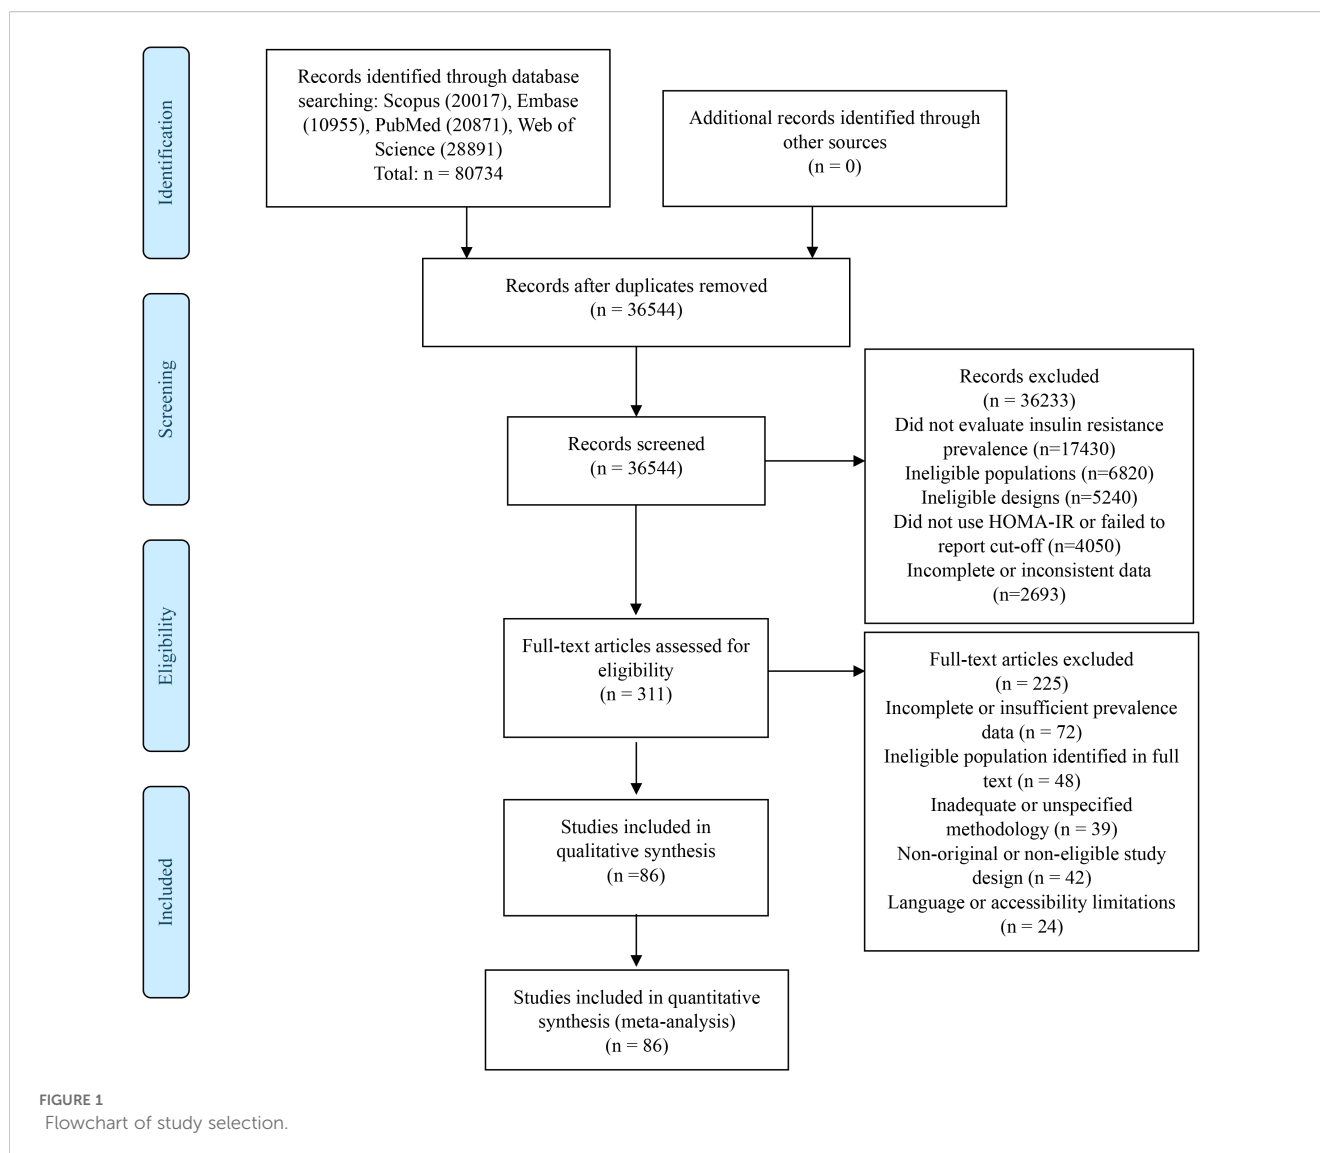 Identification
Records identified through database
searching: Scopus (20017), Embase
(10955), PubMed (20871), Web of
Science (28891)
Total: n = 80734
Additional records identified through
other sources
(n = 0)
Records after duplicates removed
(n = 36544)
Screening
Records screened
(n = 36544)
Records excluded
(n = 36233)
Did not evaluate insulin resistance
prevalence (n=17430)
Ineligible populations (n=6820)
Ineligible designs (n=5240)
Did not use HOMA-IR or failed to
report cut-off (n=4050)
Incomplete or inconsistent data
(n=2693)
Eligibility
Full-text articles assessed for
eligibility
(n = 311)
Full-text articles excluded
(n = 225)
Incomplete or insufficient prevalence
data (n = 72)
Ineligible population identified in full
text (n = 48)
Inadequate or unspecified
methodology (n = 39)
Non-original or non-eligible study
design (n = 42)
Language or accessibility limitations
(n = 24)
Included
Studies included in
qualitative synthesis
(n =86)
Studies included in quantitative
synthesis (meta-analysis)
(n = 86)
FIGURE 1
Flowchart of study selection.